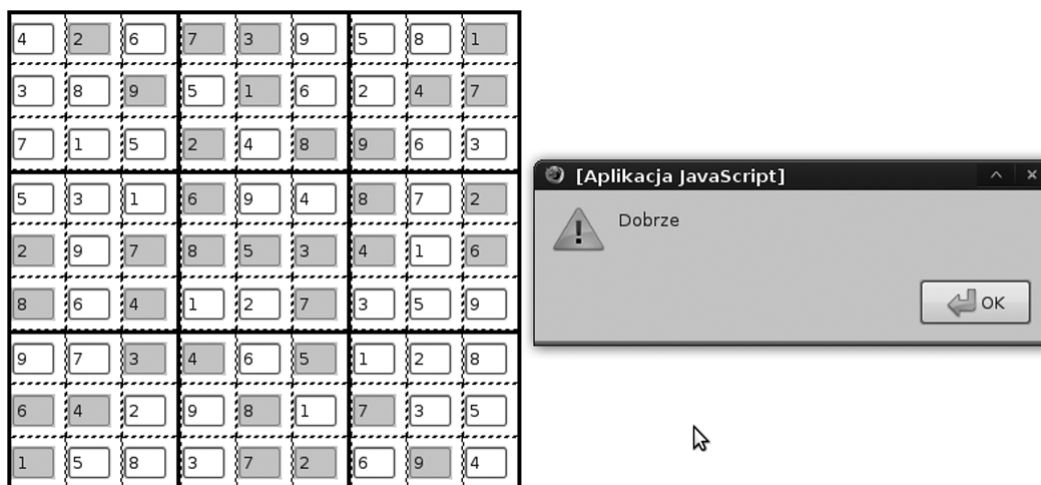 4 2 6 7 3 9 5 8 1
3 8 9 5 1 6 2 4 7
7 1 5 2 4 8 9 6 3
5 3 1 6 9 4 8 7 2
2 9 7 8 5 3 4 1 6
8 6 4 1 2 7 3 5 9
9 7 3 4 6 5 1 2 8
6 4 2 9 8 1 7 3 5
1 5 8 3 7 2 6 9 4
[Aplikacja JavaScript]
Dobrze
OK